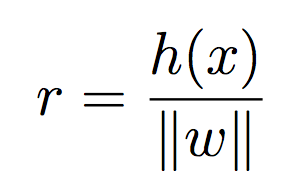 r = h(x) / ‖w‖